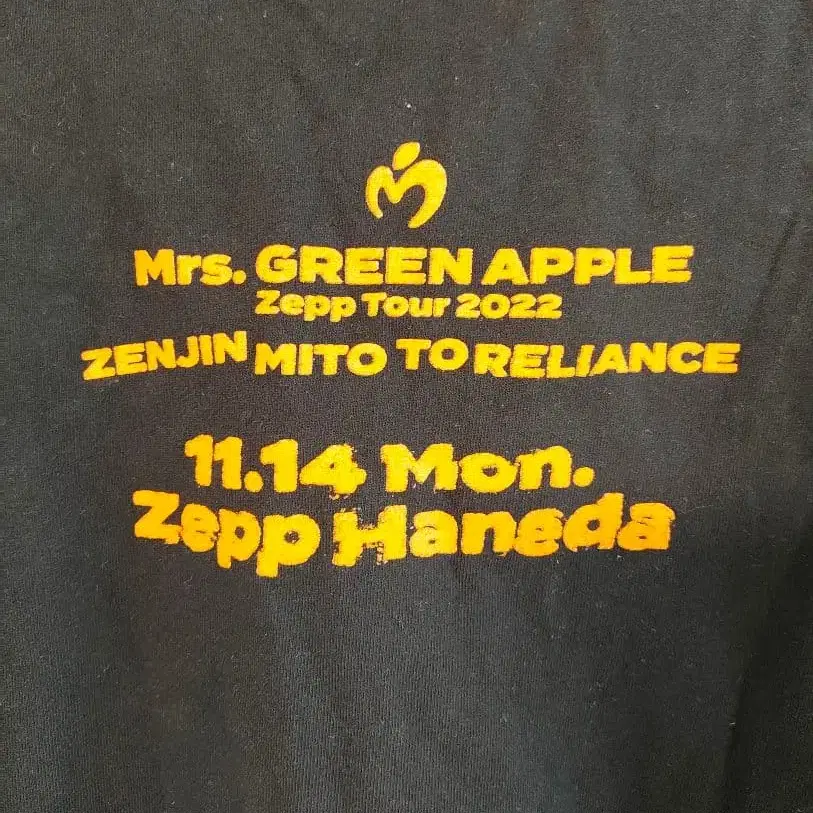 Mrs. GREEN APPLE
Zepp Tour 2022
ZENJIN MITO TO RELIANCE
11.14 Mon.
Zepp Haneda